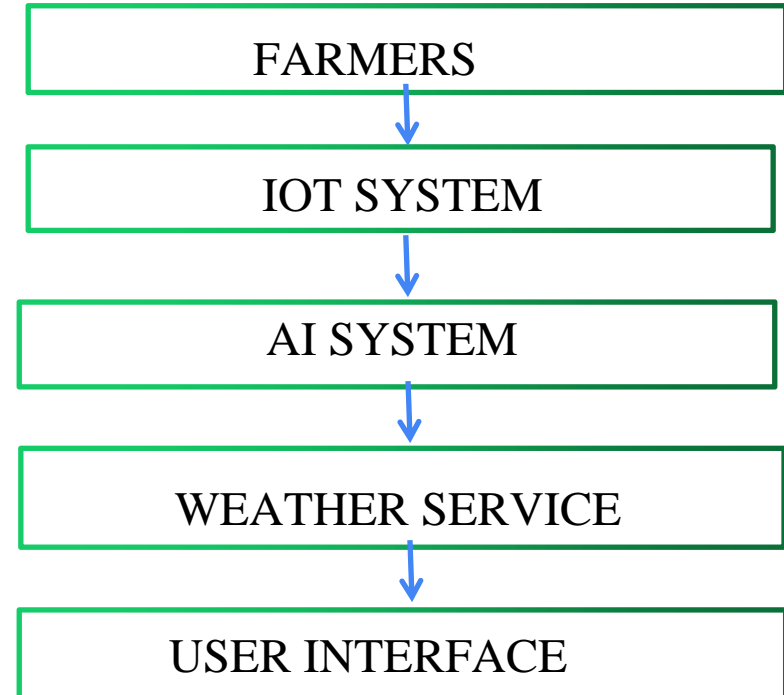 FARMERS
IOT SYSTEM
AI SYSTEM
WEATHER SERVICE
USER INTERFACE